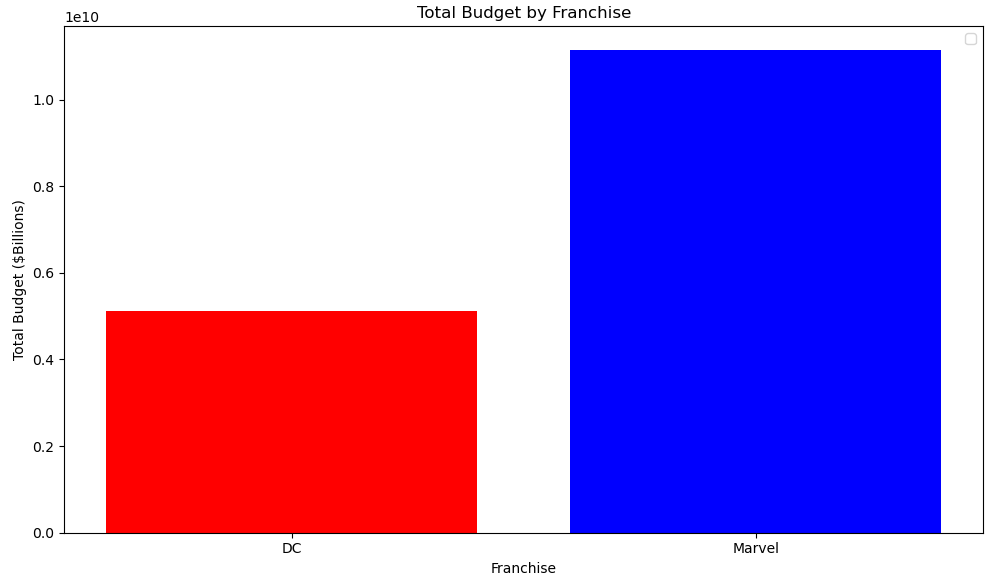 Total Budget by Franchise
1e10
1.0
0.8
0.6
0.4
0.2
0.0
Total Budget ($Billions)
DC
Marvel
Franchise